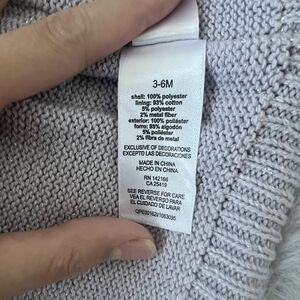 3-6M
shell: 100% polyester
lining: 93% cotton
5% polyester
2% metal fiber
exterior: 100% poliéster
forro: 93% algodón
5% poliéster
2% fibra de metal
EXCLUSIVE OF DECORATIONS
EXCEPTO LAS DECORACIONES
MADE IN CHINA
HECHO EN CHINA
RN 142166
CA 25419
SEE REVERSE FOR CARE
VEA EL REVERSO PARA
EL CUIDADO DE LAVAR